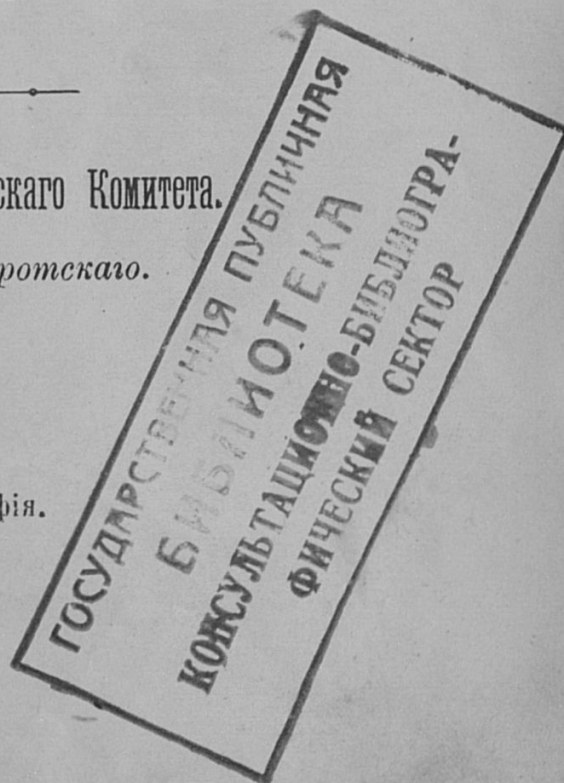 скаго Комитета.
ротскаго.
фія.
ГОСУДАРСТВЕННАЯ ПУБЛИЧНАЯ
БИБЛИОТЕКА
КОНСУЛЬТАЦИОННО-БИБЛИОГРА-
ФИЧЕСКИЙ СЕКТОР